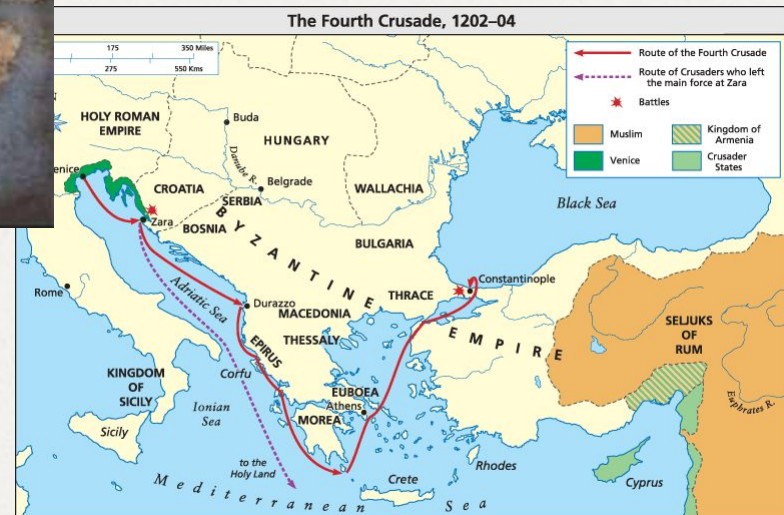 The Fourth Crusade, 1202–04
175 350 Miles
275 550 Kms
Route of the Fourth Crusade
Route of Crusaders who left
the main force at Zara
Battles
Muslim
Kingdom of
Armenia
Venice
Crusader
States
N
HOLY ROMAN
EMPIRE
Buda
HUNGARY
Danube R.
enice
CROATIA
Belgrade
SERBIA
WALLACHIA
Black Sea
Zara
BOSNIA
BYZANTINE
EMPIRE
BULGARIA
Constantinople
Rome
Adriatic Sea
Durazzo
THRACE
MACEDONIA
SELJUKS
OF
RUM
EPIRUS
THESSALY
KINGDOM
OF
SICILY
Corfu
Euphrates R.
EUBOEA
Ionian
Sea
Athens
MOREA
Sicily
to the
Holy Land
Rhodes
Crete
Cyprus
Mediterranean Sea